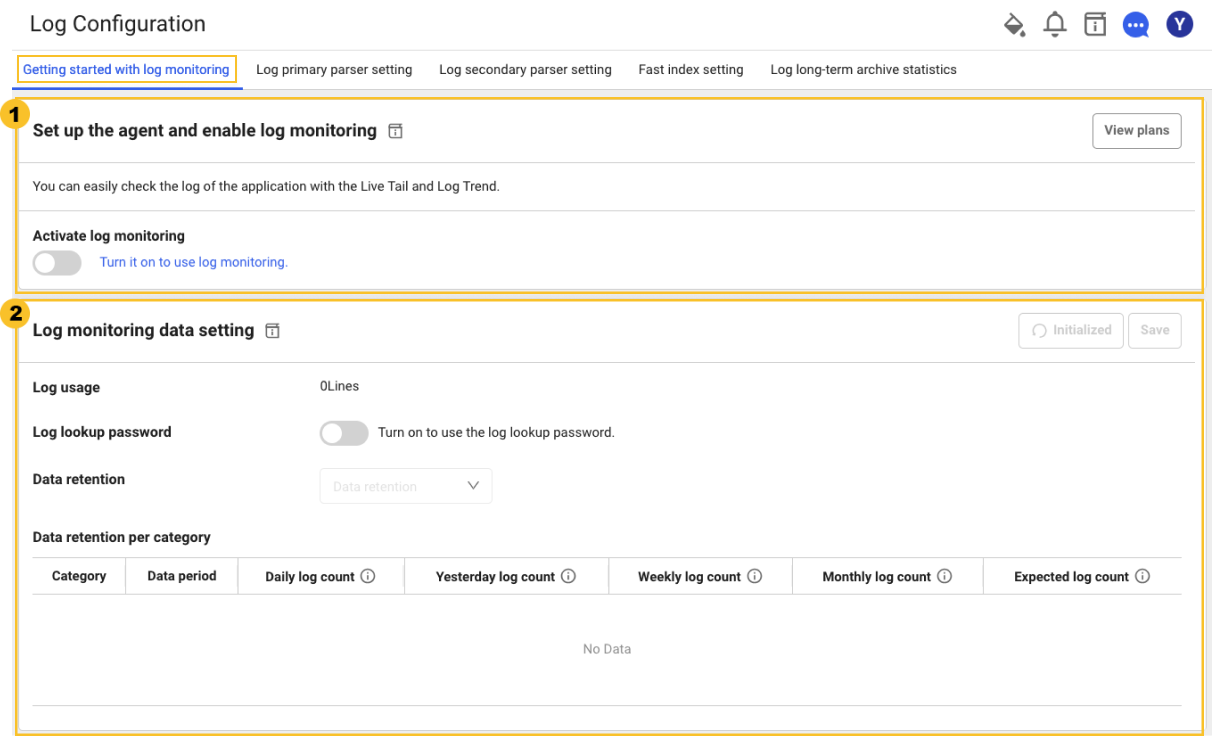 Log Configuration
Y
Getting started with log monitoring
Log primary parser setting
Log secondary parser setting
Fast index setting
Log long-term archive statistics
1
Set up the agent and enable log monitoring
View plans
You can easily check the log of the application with the Live Tail and Log Trend.
Activate log monitoring
Turn it on to use log monitoring.
2
Log monitoring data setting
Initialized
Save
Log usage
0Lines
Log lookup password
Turn on to use the log lookup password.
Data retention
Data retention
Data retention per category
Category
Data period
Daily log count
Yesterday log count
Weekly log count
Monthly log count
Expected log count
No Data